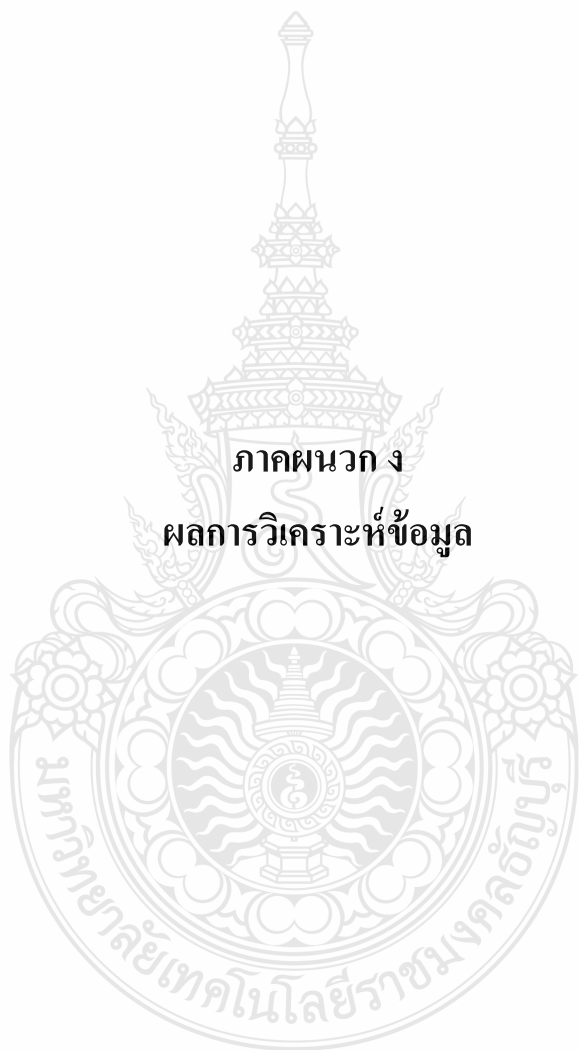 ภาคผนวก ง
ผลการวิเคราะห์ข้อมูล
มหาวิทยาลัยเทคโนโลยีราชมงคลธัญบุรี